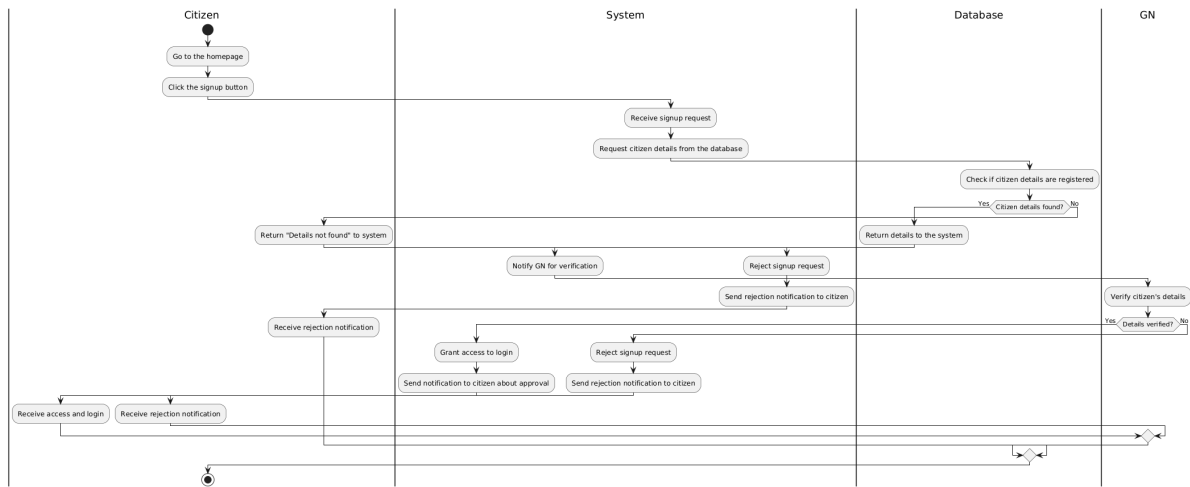 Citizen
System
Database
GN
Go to the homepage
Click the signup button
Receive signup request
Request citizen details from the database
Check if citizen details are registered
Yes
Citizen details found?
No
Return "Details not found" to system
Return details to the system
Notify GN for verification
Reject signup request
Send rejection notification to citizen
Verify citizen's details
Receive rejection notification
Yes
Details verified?
No
Grant access to login
Reject signup request
Send notification to citizen about approval
Send rejection notification to citizen
Receive access and login
Receive rejection notification